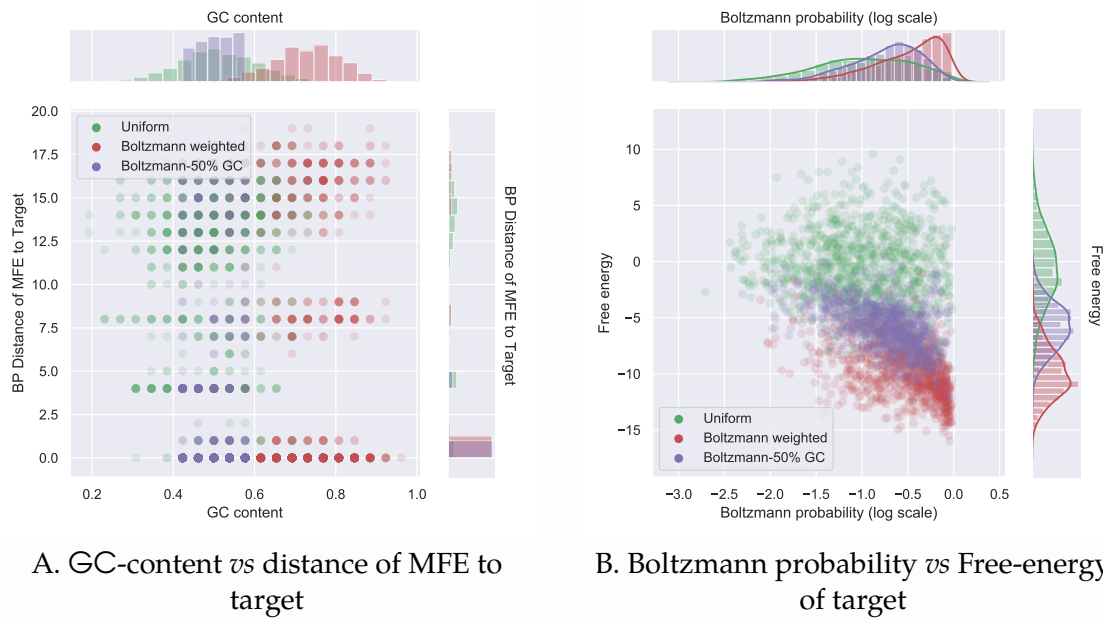 GC content
20.0
17.5
15.0
12.5
10.0
7.5
5.0
2.5
0.0
Uniform
Boltzmann weighted
Boltzmann-50% GC
BP Distance of MFE to Target
BP Distance of MFE to Target
0.2 0.4 0.6 0.8 1.0
GC content
A. GC-content vs distance of MFE to
target
Boltzmann probability (log scale)
10
5
0
−5
−10
−15
Free energy
Free energy
Uniform
Boltzmann weighted
Boltzmann-50% GC
−3.0 −2.5 −2.0 −1.5 −1.0 −0.5 0.0 0.5
Boltzmann probability (log scale)
B. Boltzmann probability vs Free-energy
of target